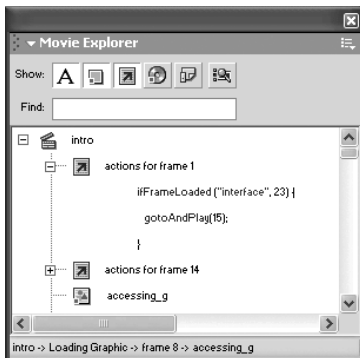 Movie Explorer
Show: A
Find:
intro
actions for frame 1
ifFrameLoaded ("interface", 23) {
gotoAndPlay(15);
}
actions for frame 14
accessing_g
intro -> Loading Graphic -> frame 8 -> accessing_g